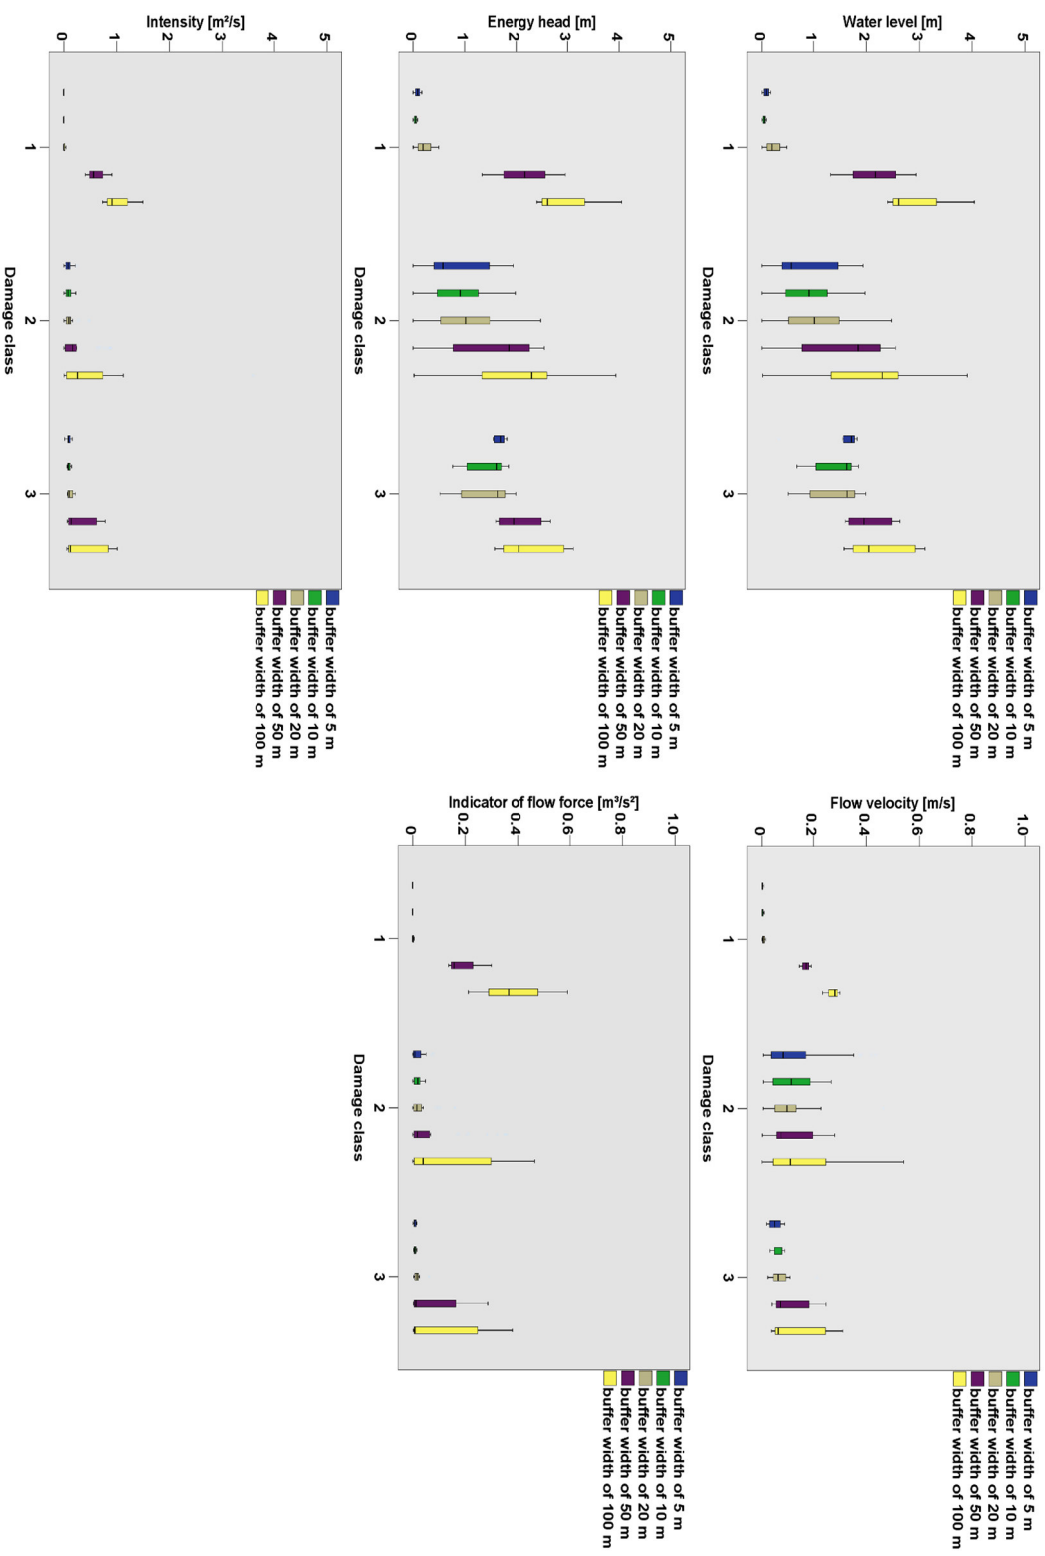 Water level [m]
5
4
3
2
1
0
1
2
3
Damage class
buffer width of 5 m
buffer width of 10 m
buffer width of 20 m
buffer width of 50 m
buffer width of 100 m
Flow velocity [m/s]
1.0
0.8
0.6
0.4
0.2
0
1
2
3
Damage class
buffer width of 5 m
buffer width of 10 m
buffer width of 20 m
buffer width of 50 m
buffer width of 100 m
Energy head [m]
5
4
3
2
1
0
1
2
3
Damage class
buffer width of 5 m
buffer width of 10 m
buffer width of 20 m
buffer width of 50 m
buffer width of 100 m
Indicator of flow force [m³/s²]
1.0
0.8
0.6
0.4
0.2
0
1
2
3
Damage class
buffer width of 5 m
buffer width of 10 m
buffer width of 20 m
buffer width of 50 m
buffer width of 100 m
Intensity [m²/s]
5
4
3
2
1
0
1
2
3
Damage class
buffer width of 5 m
buffer width of 10 m
buffer width of 20 m
buffer width of 50 m
buffer width of 100 m